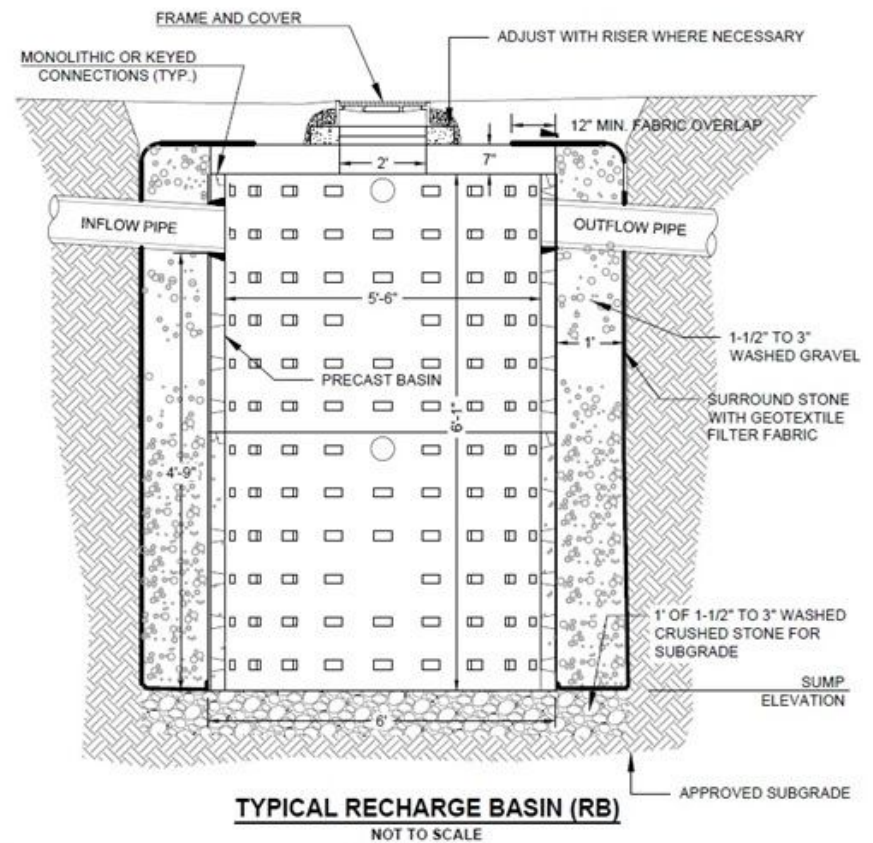 FRAME AND COVER
ADJUST WITH RISER WHERE NECESSARY
MONOLITHIC OR KEYED
CONNECTIONS (TYP.)
12" MIN. FABRIC OVERLAP
2'
7"
INFLOW PIPE
OUTFLOW PIPE
5'-6"
1'
1-1/2" TO 3"
WASHED GRAVEL
PRECAST BASIN
6'-1"
SURROUND STONE
WITH GEOTEXTILE
FILTER FABRIC
4'-9"
1' OF 1-1/2" TO 3" WASHED
CRUSHED STONE FOR
SUBGRADE
SUMP
ELEVATION
6'
APPROVED SUBGRADE
TYPICAL RECHARGE BASIN (RB)
NOT TO SCALE